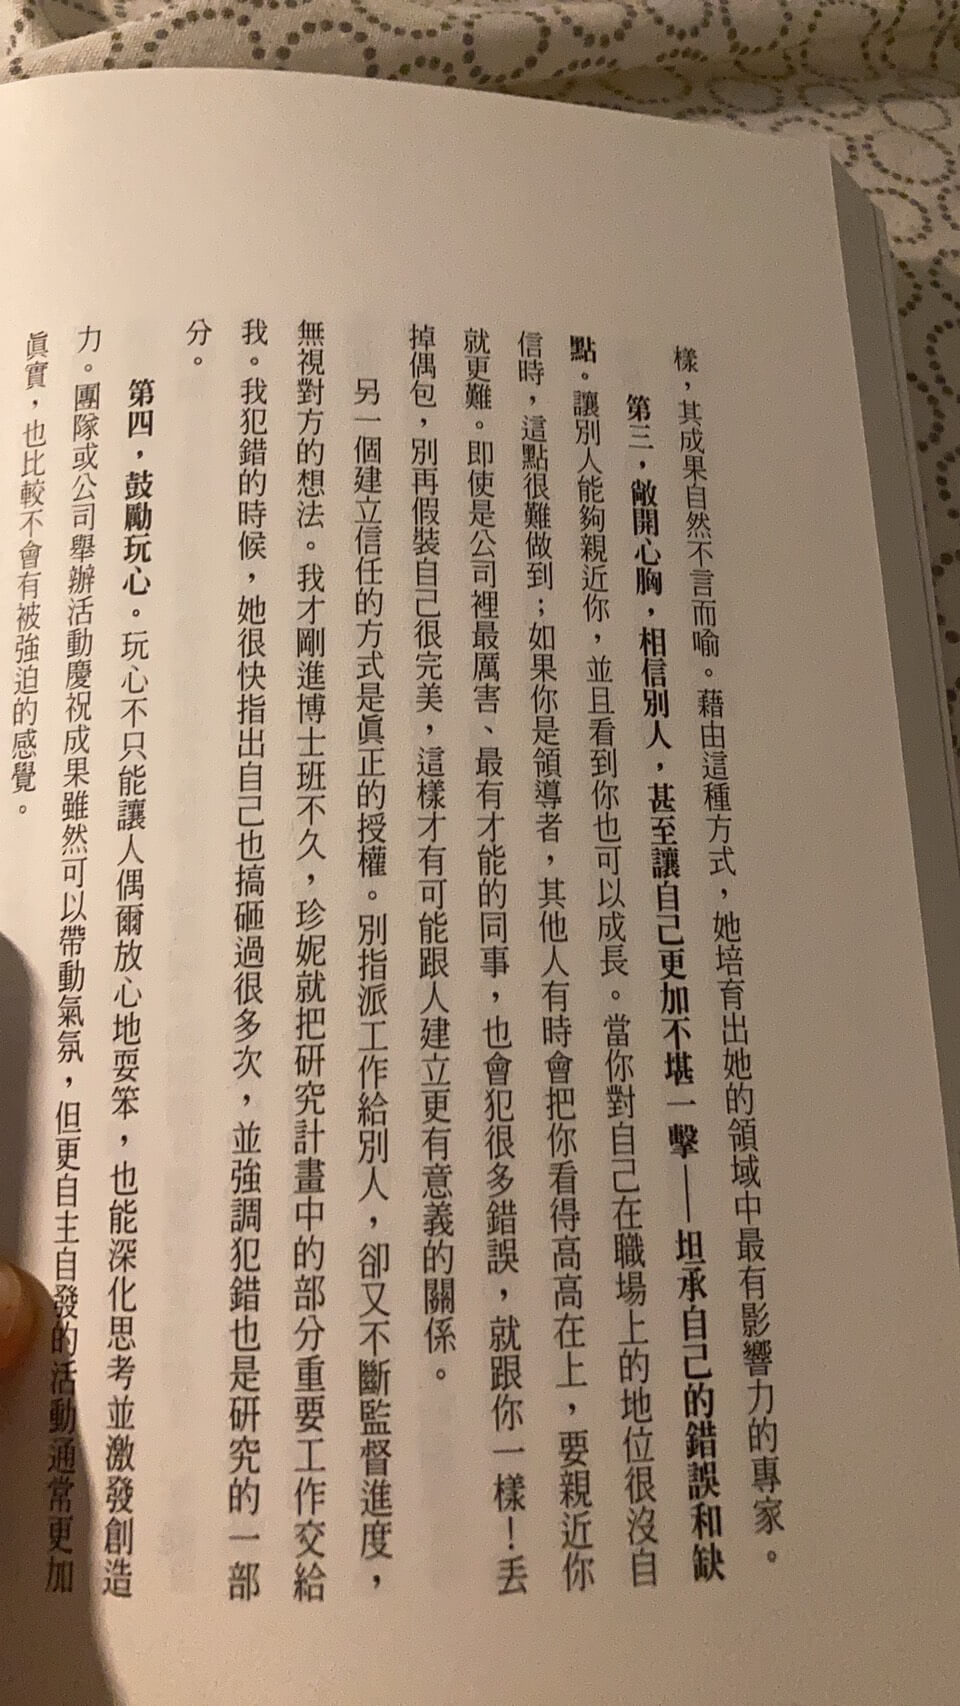 樣，其成果自然不言而喻。藉由這種方式，她培育出她的領域中最有影響力的專家。
第三，敞開心胸，相信別人，甚至讓自己更加不堪一擊——坦承自己的錯誤和缺
點。讓別人能夠親近你，並且看到你也可以成長。當你對自己在職場上的地位很沒自
信時，這點很難做到；如果你是領導者，其他人有時會把你看得高高在上，要親近你
就更難。即使是公司裡最厲害、最有才能的同事，也會犯很多錯誤，就跟你一樣！丟
掉偶包，別再假裝自己很完美，這樣才有可能跟人建立更有意義的關係。
另一個建立信任的方式是真正的授權。別指派工作給別人，卻又不斷監督進度，
無視對方的想法。我才剛進博士班不久，珍妮就把研究計畫中的部分重要工作交給
我。我犯錯的時候，她很快指出自己也搞砸過很多次，並強調犯錯也是研究的一部
分。
第四，鼓勵玩心。玩心不只能讓人偶爾放心地耍笨，也能深化思考並激發創造
力。團隊或公司舉辦活動慶祝成果雖然可以帶動氣氛，但更自主自發的活動通常更加
真實，也比較不會有被強迫的感覺。